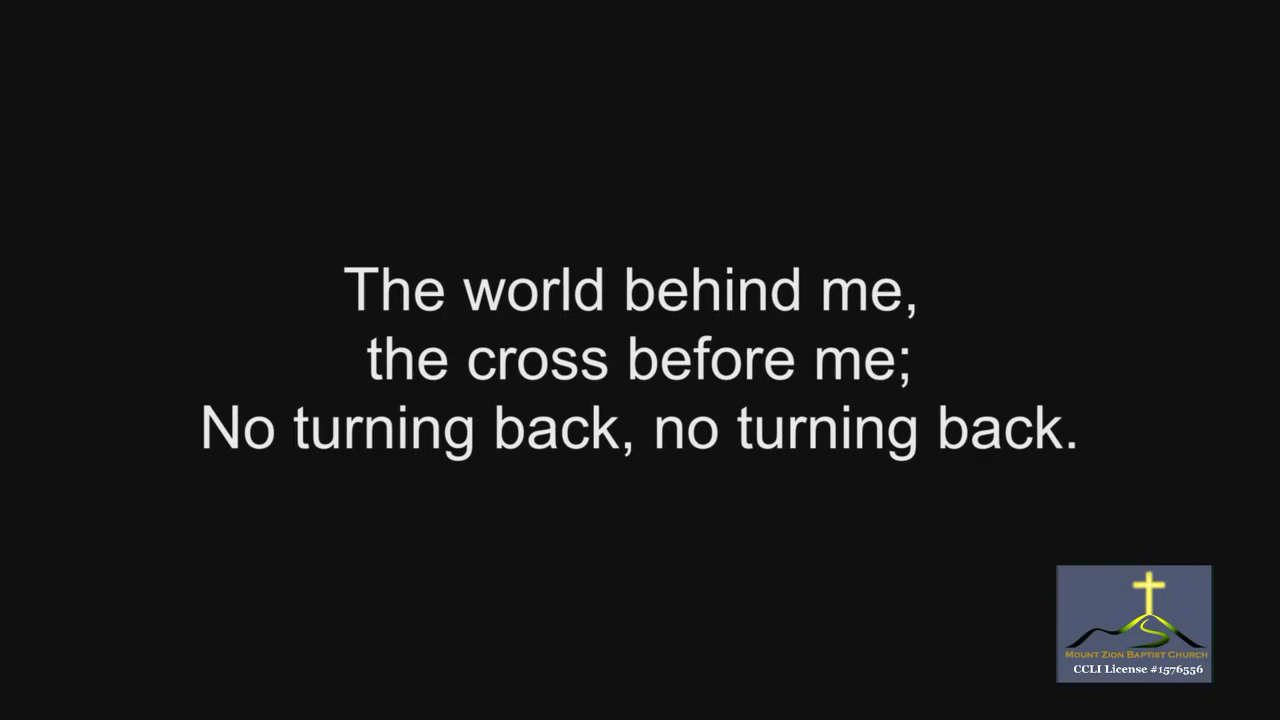 The world behind me,
the cross before me;
No turning back, no turning back.
MOUNT ZION BAPTIST CHURCH
CCLI License #1576556